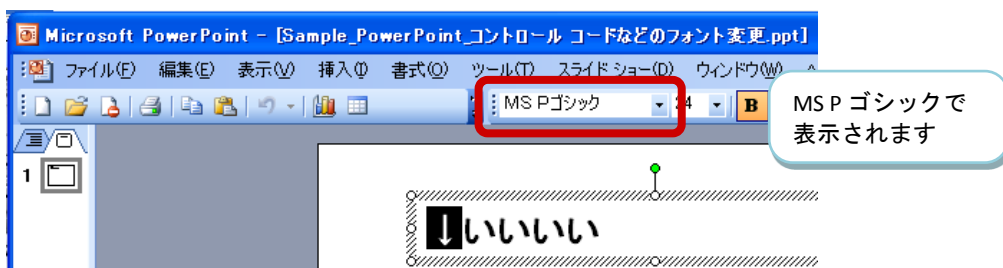 Microsoft PowerPoint - [Sample_PowerPoint_コントロール コードなどのフォント変更.ppt]
ファイル(F) 編集(E) 表示(V) 挿入(I) 書式(O) ツール(T) スライド ショー(D) ウィンドウ(W)
MS Pゴシック 24 B
MS P ゴシックで
表示されます
1
↓いいいい